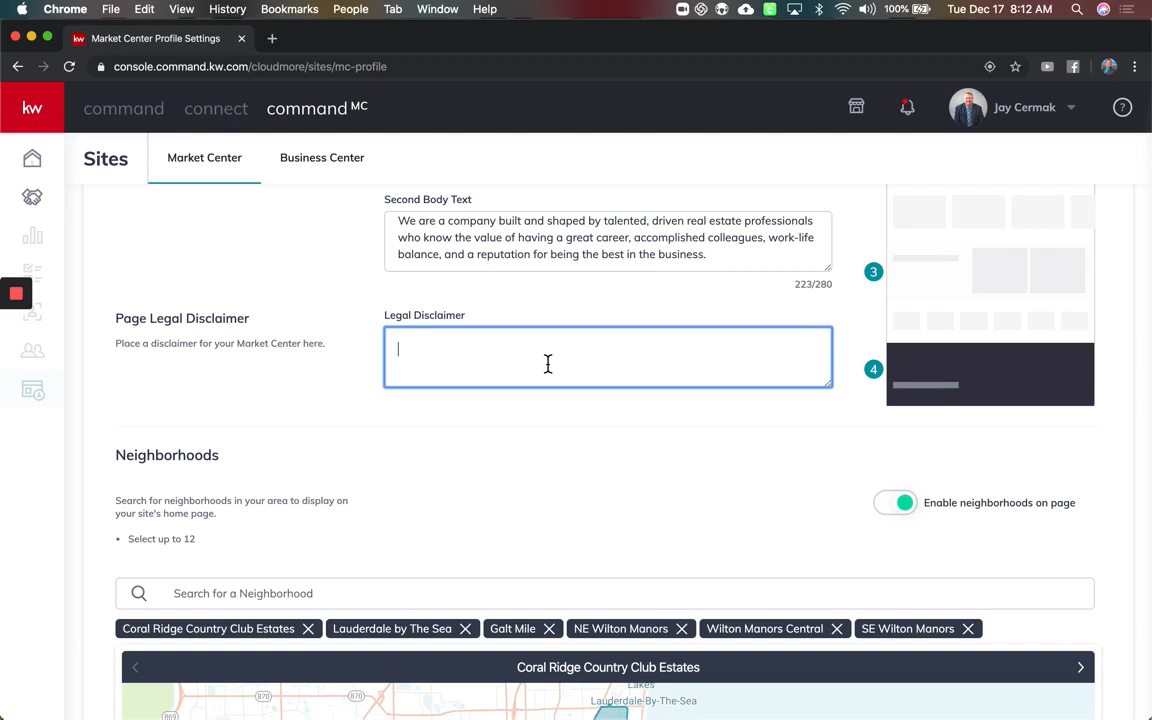 Chrome File Edit View History Bookmarks People Tab Window Help 100% Tue Dec 17 8:12 AM
kw Market Center Profile Settings
console.command.kw.com/cloudmore/sites/mc-profile
kw command connect command MC Jay Cermak ?
Sites Market Center Business Center
Second Body Text
We are a company built and shaped by talented, driven real estate professionals
who know the value of having a great career, accomplished colleagues, work-life
balance, and a reputation for being the best in the business.
3
223/280
Page Legal Disclaimer Legal Disclaimer
Place a disclaimer for your Market Center here.
4
Neighborhoods
Search for neighborhoods in your area to display on
your site's home page.
Enable neighborhoods on page
• Select up to 12
Search for a Neighborhood
Coral Ridge Country Club Estates Lauderdale by The Sea Galt Mile NE Wilton Manors Wilton Manors Central SE Wilton Manors
Coral Ridge Country Club Estates
Lakes
870 870 Lauderdale-By-The-Sea
869